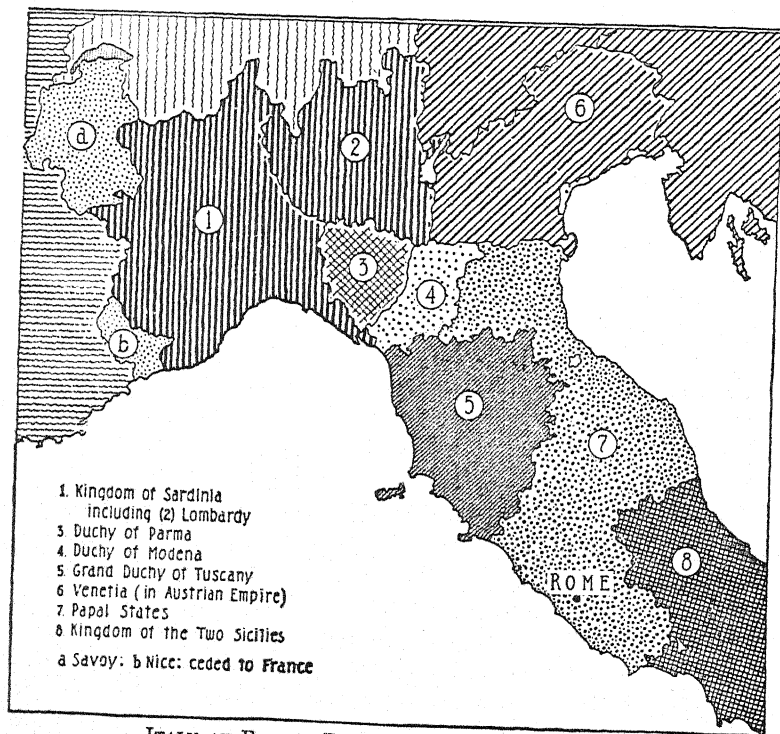 a
2
6
1
3
4
b
5
7
8
ROME
1. Kingdom of Sardinia
including (2) Lombardy
3. Duchy of Parma
4. Duchy of Modena
5. Grand Duchy of Tuscany
6 Venetia (in Austrian Empire)
7. Papal States
8 Kingdom of the Two Sicilies
a Savoy: b Nice: ceded to France